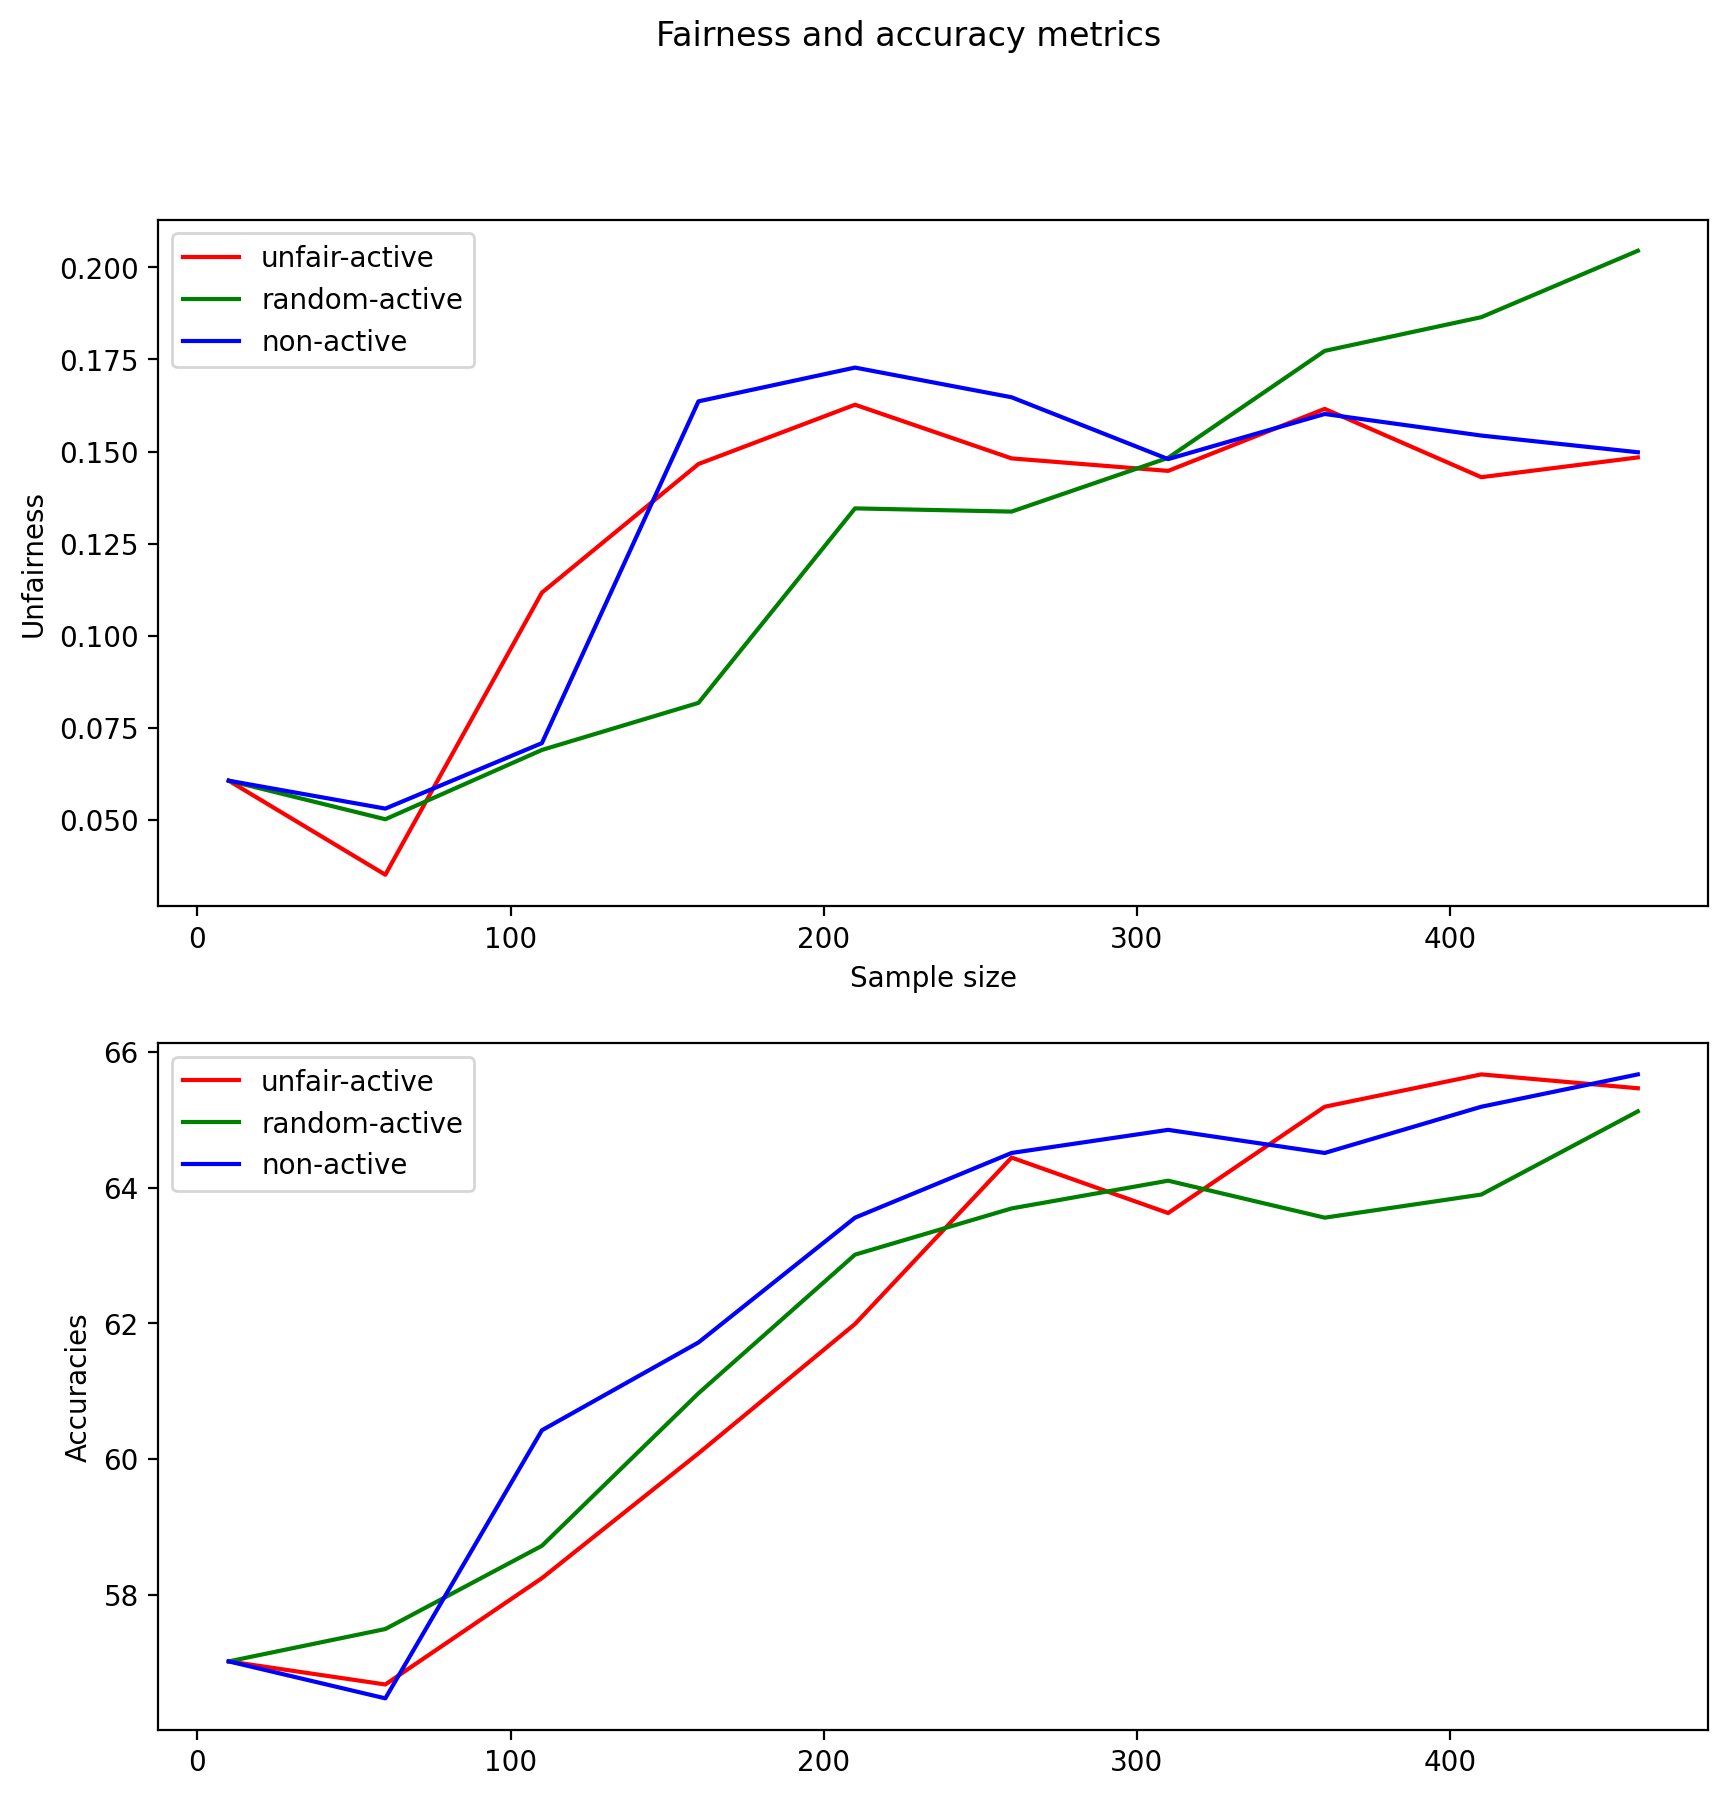 Fairness and accuracy metrics
unfair-active
random-active
non-active
0.200
0.175
0.150
0.125
0.100
0.075
0.050
Unfairness
0 100 200 300 400
Sample size
unfair-active
random-active
non-active
66
64
62
60
58
Accuracies
0 100 200 300 400